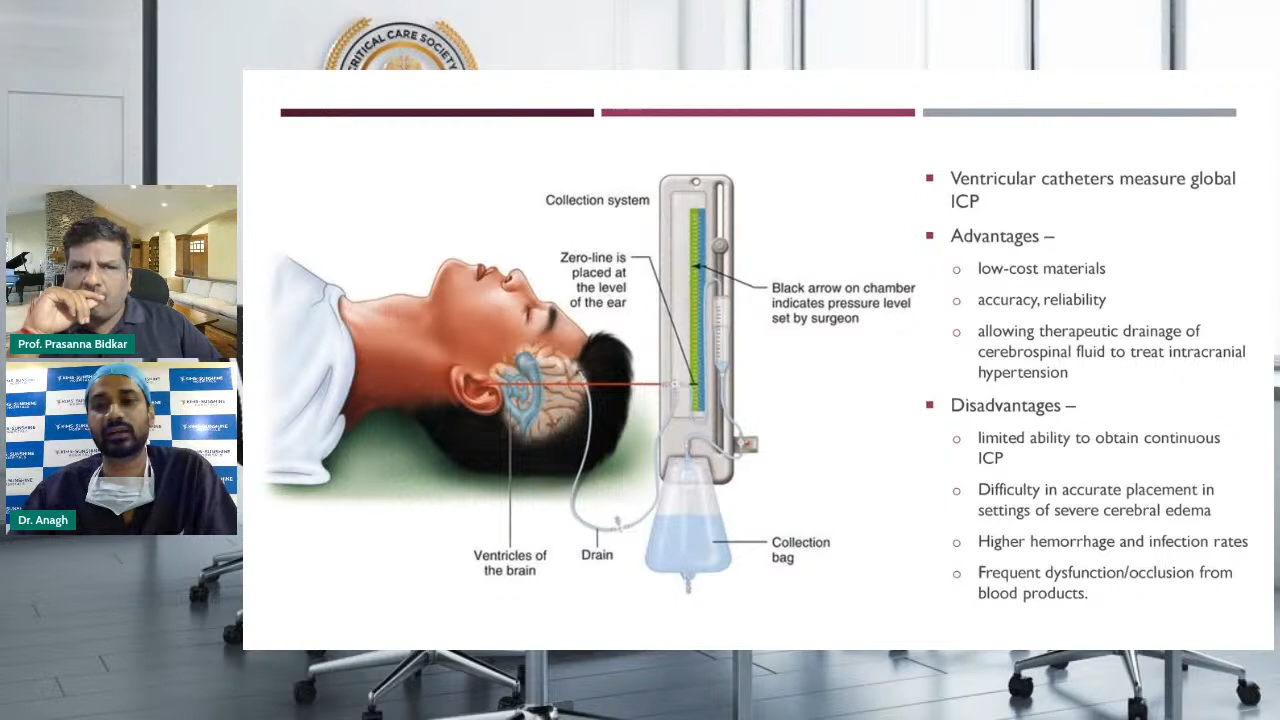 CRITICAL CARE SOCIETY
Collection system
Zero-line is
placed at
the level
of the ear
Black arrow on chamber
indicates pressure level
set by surgeon
Ventricles of
the brain
Drain
Collection
bag
Ventricular catheters measure global
ICP
Advantages –
low-cost materials
accuracy, reliability
allowing therapeutic drainage of
cerebrospinal fluid to treat intracranial
hypertension
Disadvantages –
limited ability to obtain continuous
ICP
Difficulty in accurate placement in
settings of severe cerebral edema
Higher hemorrhage and infection rates
Frequent dysfunction/occlusion from
blood products.
Prof. Prasanna Bidkar
KIMS-SUNSHINE
HOSPITALS
Dr. Anagh